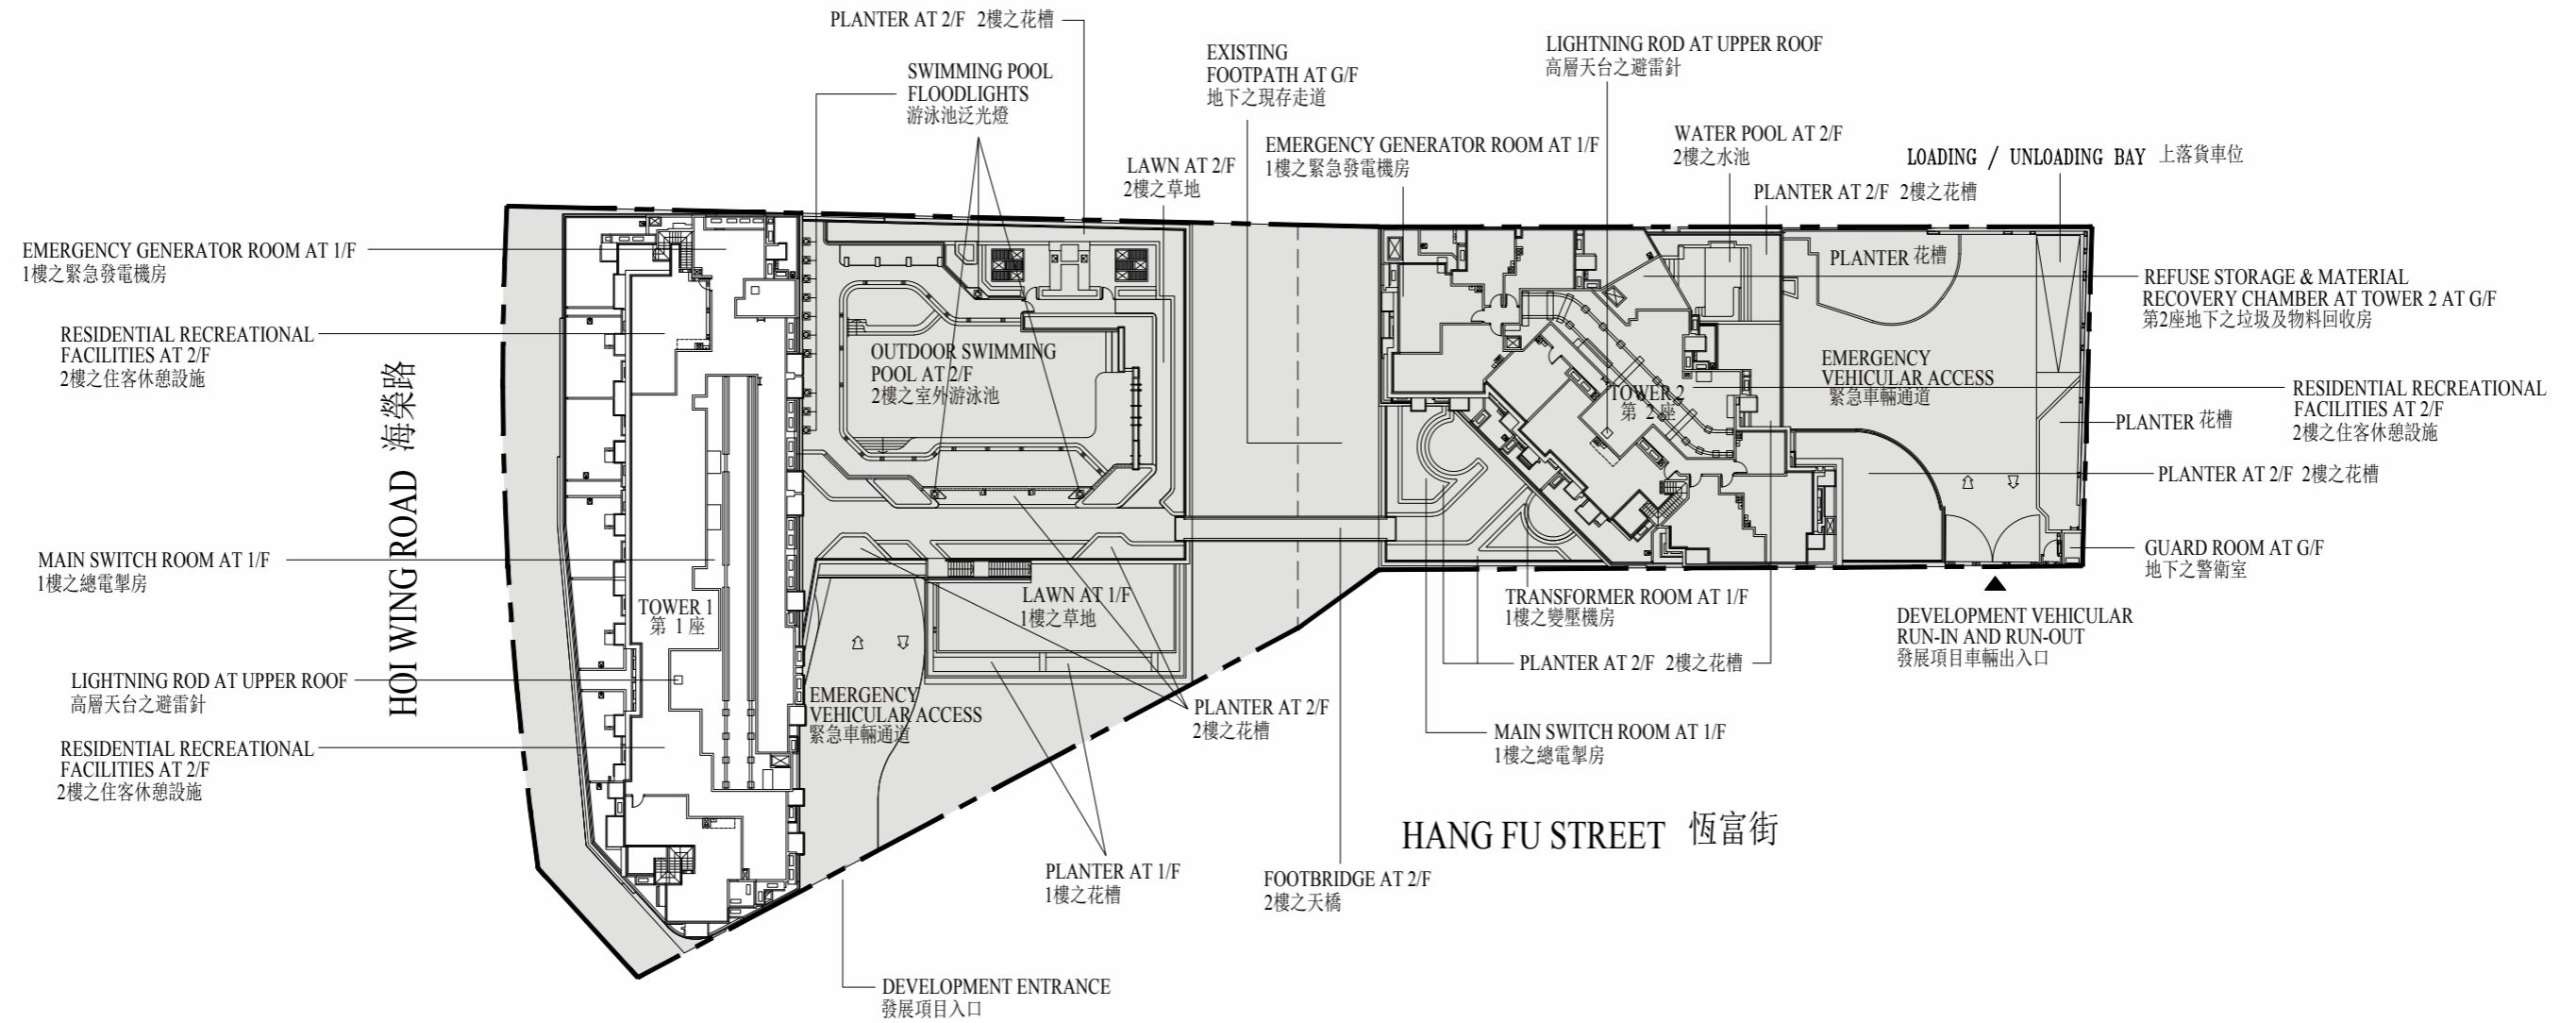 PLANTER AT 2/F 2樓之花槽
SWIMMING POOL
FLOODLIGHTS
游泳池泛光燈
EXISTING
FOOTPATH AT G/F
地下之現存走道
LIGHTNING ROD AT UPPER ROOF
高層天台之避雷針
LAWN AT 2/F
2樓之草地
EMERGENCY GENERATOR ROOM AT 1/F
1樓之緊急發電機房
WATER POOL AT 2/F
2樓之水池
LOADING / UNLOADING BAY 上落貨車位
PLANTER AT 2/F 2樓之花槽
EMERGENCY GENERATOR ROOM AT 1/F
1樓之緊急發電機房
RESIDENTIAL RECREATIONAL
FACILITIES AT 2/F
2樓之住客休憩設施
HOI WING ROAD 海榮路
MAIN SWITCH ROOM AT 1/F
1樓之總電掣房
TOWER 1
第 1 座
LIGHTNING ROD AT UPPER ROOF
高層天台之避雷針
RESIDENTIAL RECREATIONAL
FACILITIES AT 2/F
2樓之住客休憩設施
OUTDOOR SWIMMING
POOL AT 2/F
2樓之室外游泳池
LAWN AT 1/F
1樓之草地
EMERGENCY
VEHICULAR ACCESS
緊急車輛通道
PLANTER AT 2/F
2樓之花槽
PLANTER AT 1/F
1樓之花槽
DEVELOPMENT ENTRANCE
發展項目入口
FOOTBRIDGE AT 2/F
2樓之天橋
TOWER 2
第 2 座
PLANTER 花槽
EMERGENCY
VEHICULAR ACCESS
緊急車輛通道
REFUSE STORAGE & MATERIAL
RECOVERY CHAMBER AT TOWER 2 AT G/F
第2座地下之垃圾及物料回收房
RESIDENTIAL RECREATIONAL
FACILITIES AT 2/F
2樓之住客休憩設施
PLANTER 花槽
PLANTER AT 2/F 2樓之花槽
GUARD ROOM AT G/F
地下之警衛室
TRANSFORMER ROOM AT 1/F
1樓之變壓機房
PLANTER AT 2/F 2樓之花槽
DEVELOPMENT VEHICULAR
RUN-IN AND RUN-OUT
發展項目車輛出入口
MAIN SWITCH ROOM AT 1/F
1樓之總電掣房
HANG FU STREET 恆富街